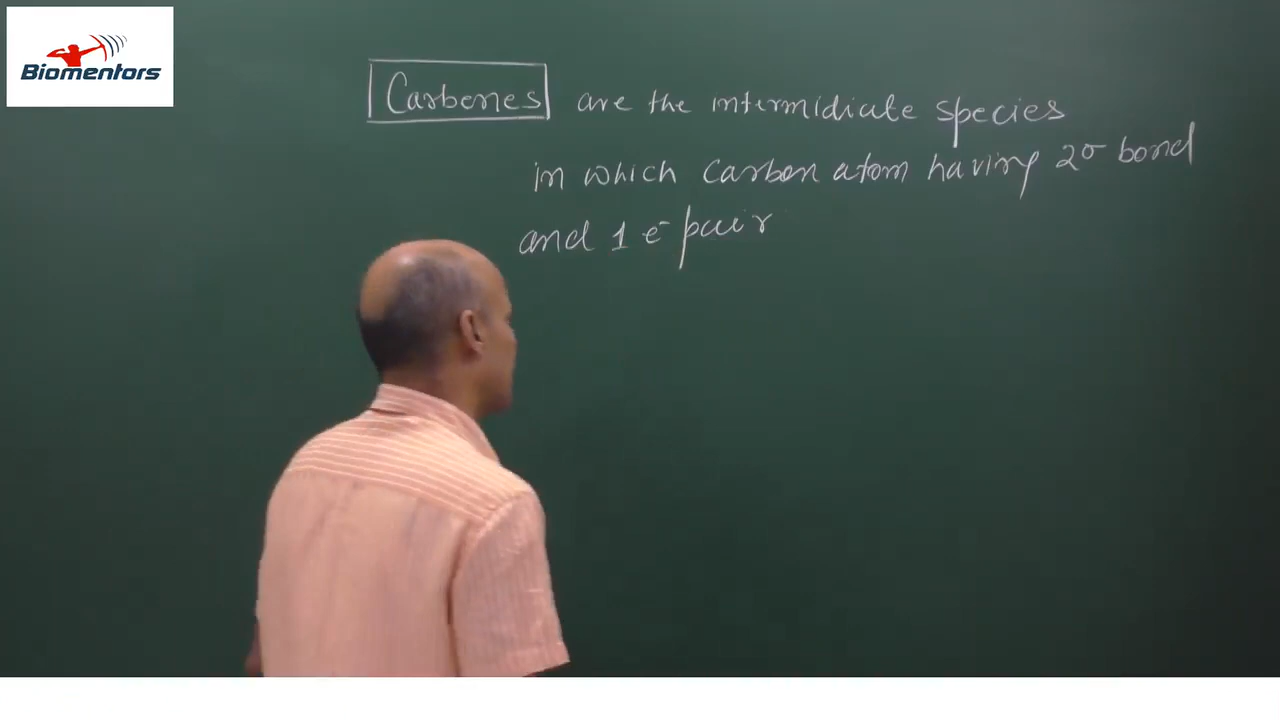 Biomentors
Carbenes are the intermidiate species
in which carbon atom having 2σ bond
and 1 e⁻ pair